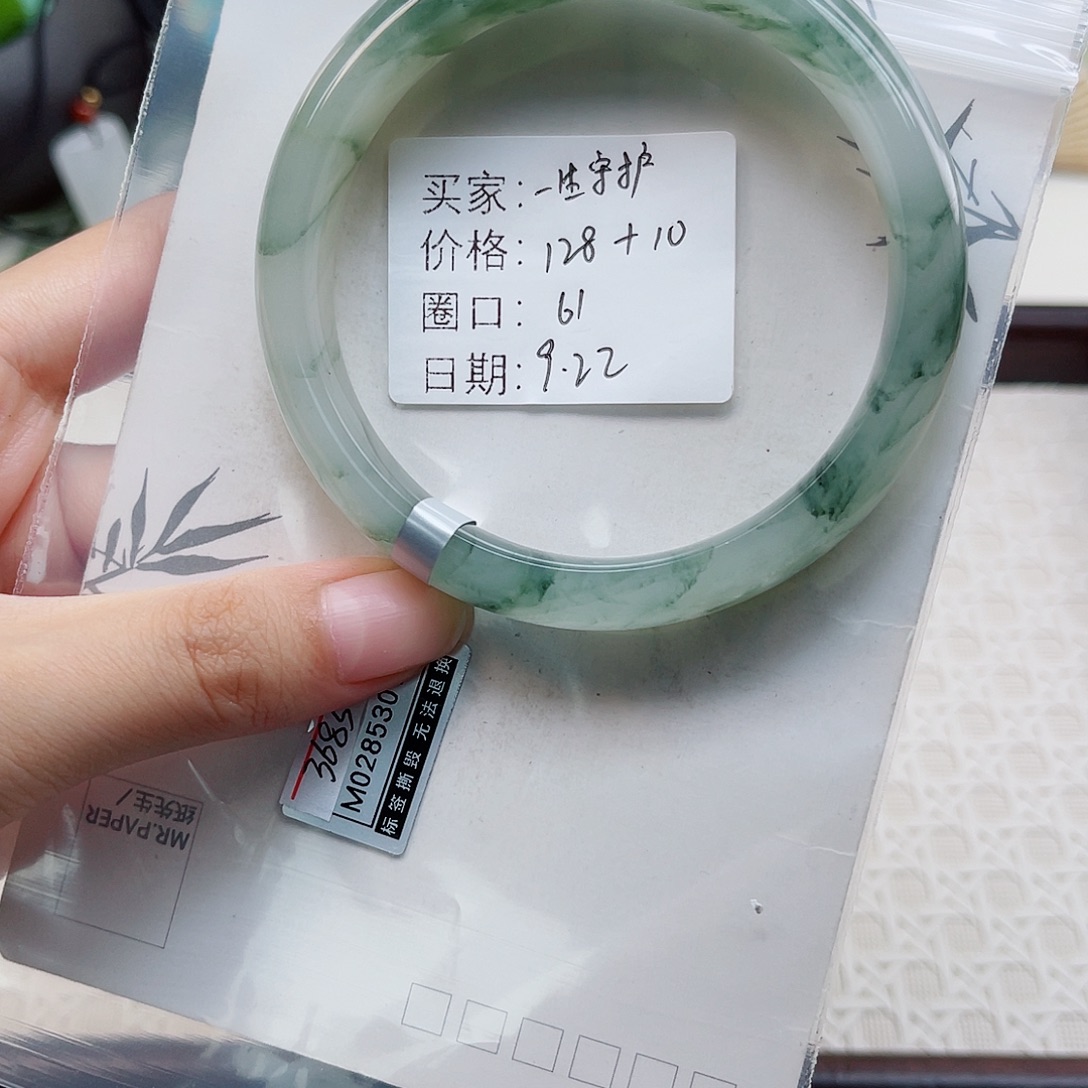 买家:一生守护
价格:128+10
圈口:61
日期:9.22
M028530
标签撕毁 无法退换
纸先生/
MR.PAPER